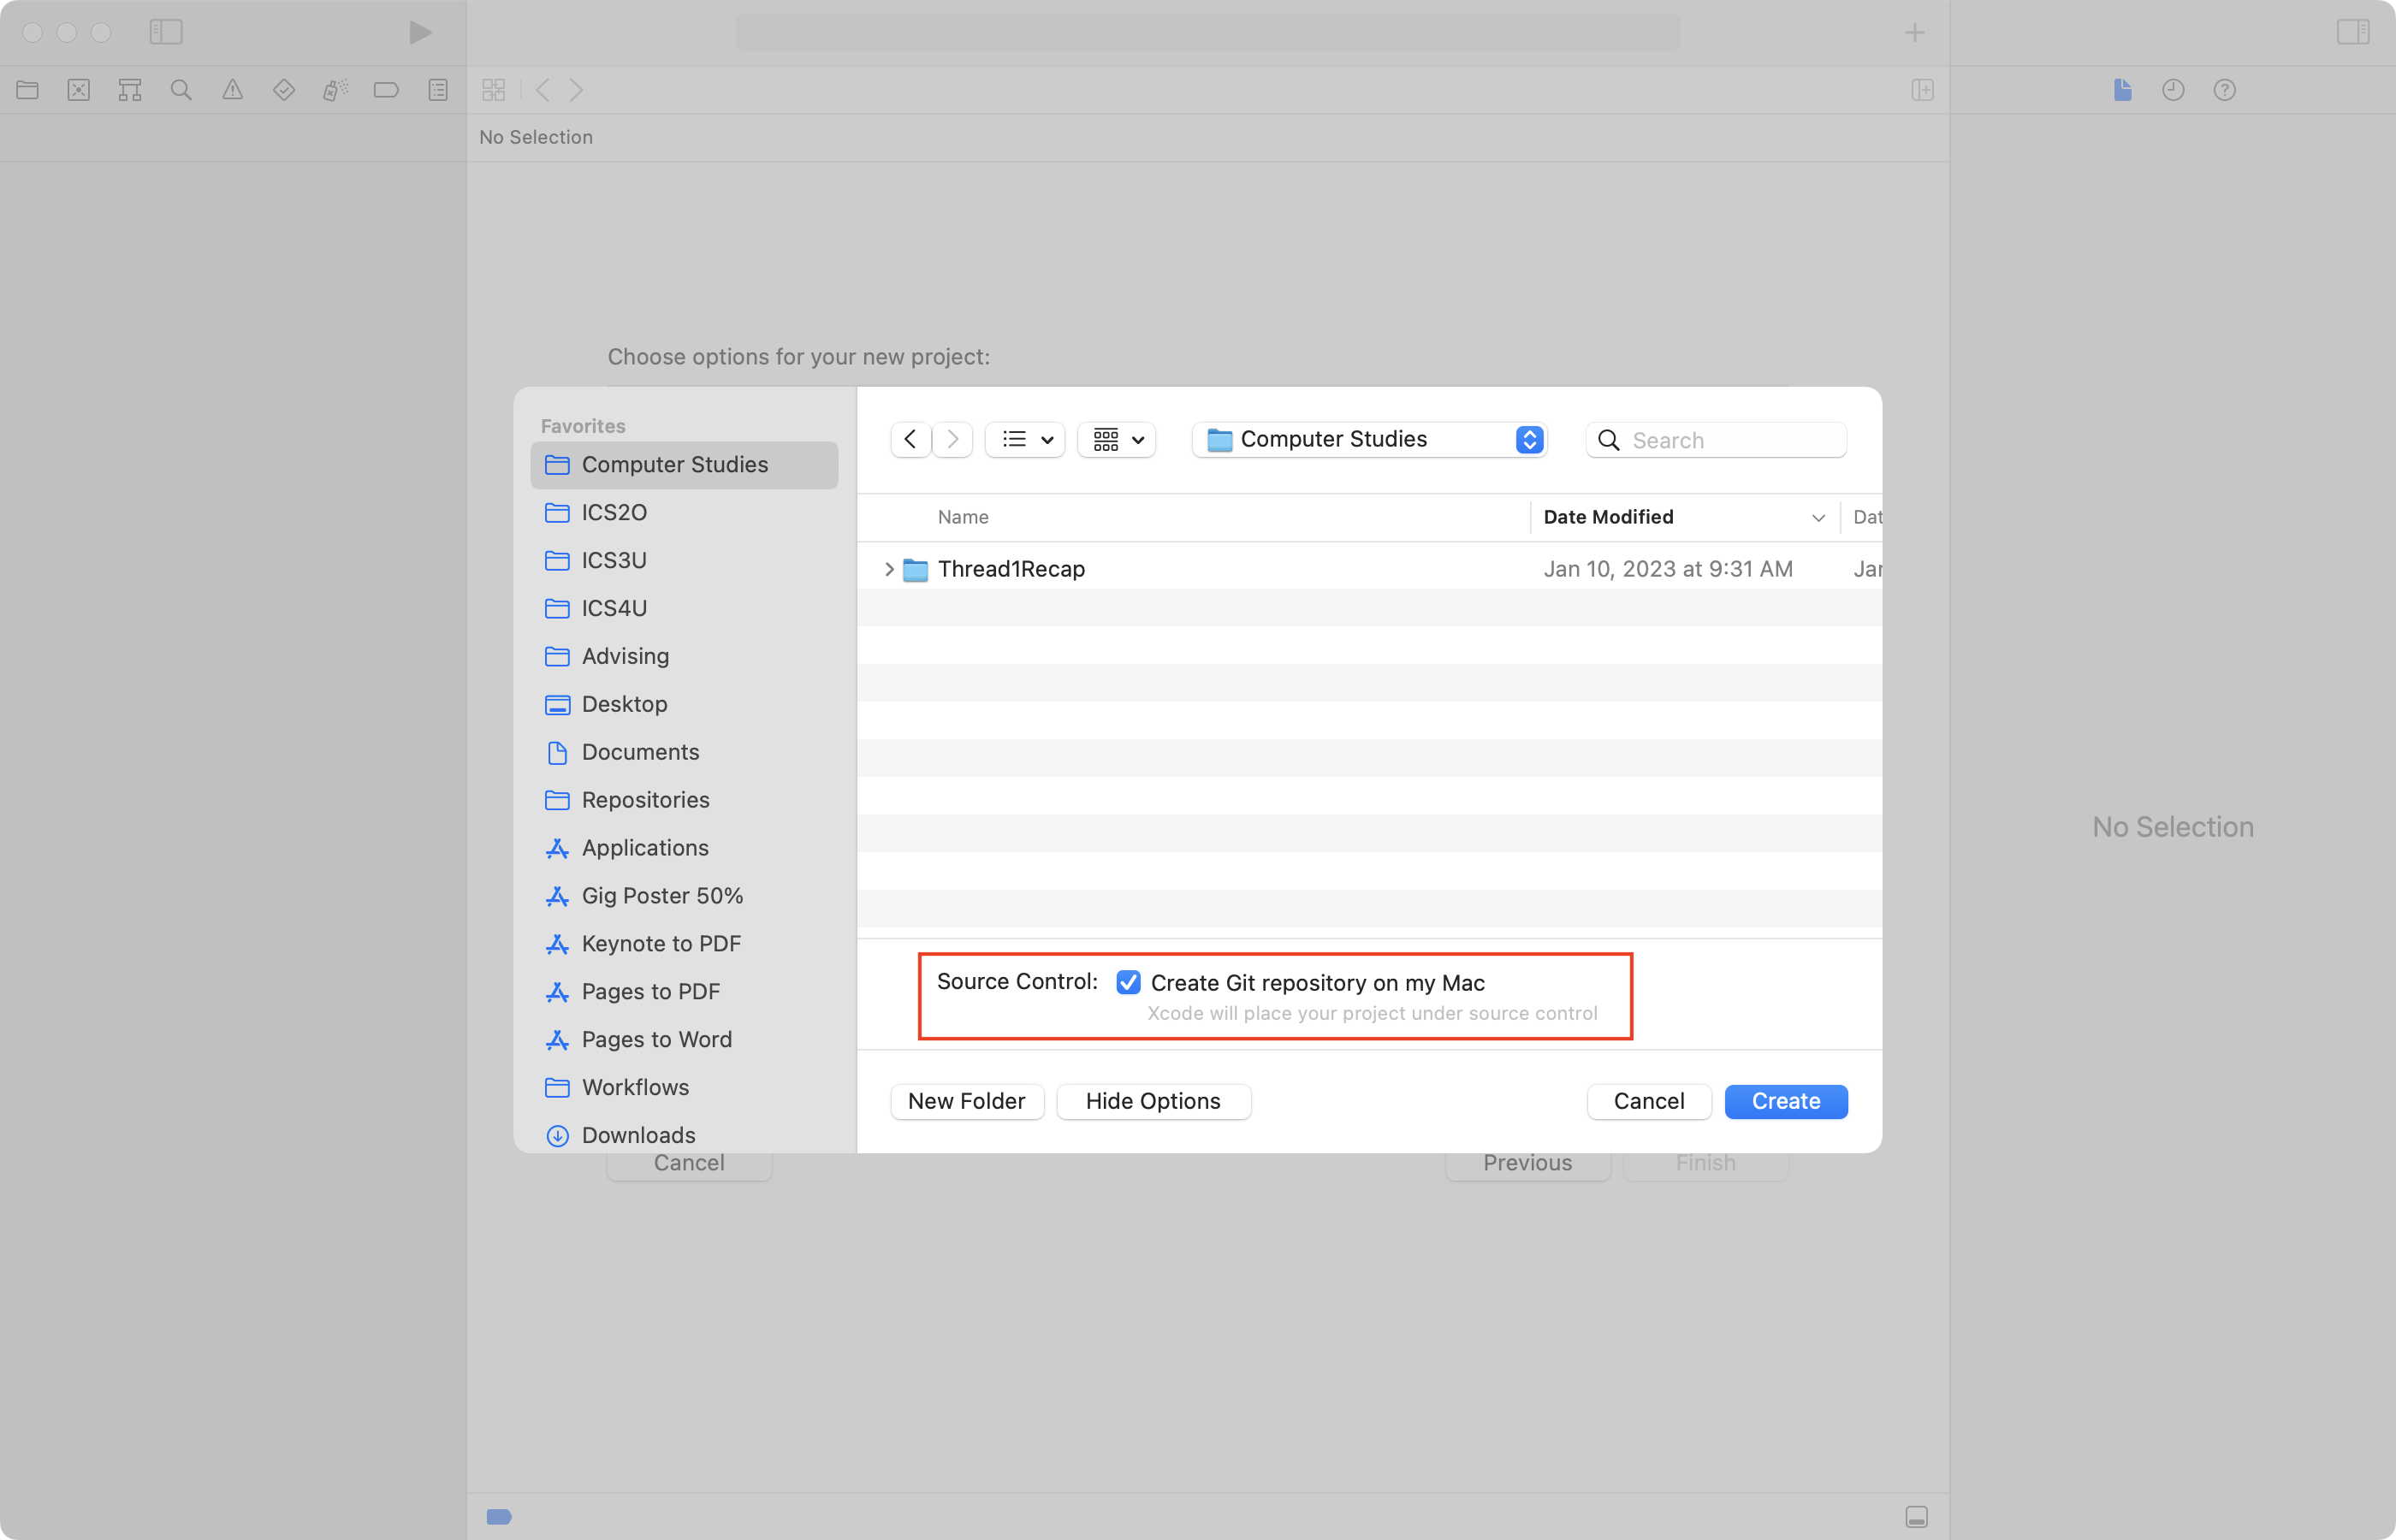 No Selection
Choose options for your new project:
Favorites
Computer Studies
ICS2O
ICS3U
ICS4U
Advising
Desktop
Documents
Repositories
Applications
Gig Poster 50%
Keynote to PDF
Pages to PDF
Pages to Word
Workflows
Downloads
Computer Studies
Search
Name Date Modified Dat
Thread1Recap Jan 10, 2023 at 9:31 AM Jar
Source Control: Create Git repository on my Mac
Xcode will place your project under source control
New Folder Hide Options Cancel Create
Cancel Previous Finish
No Selection